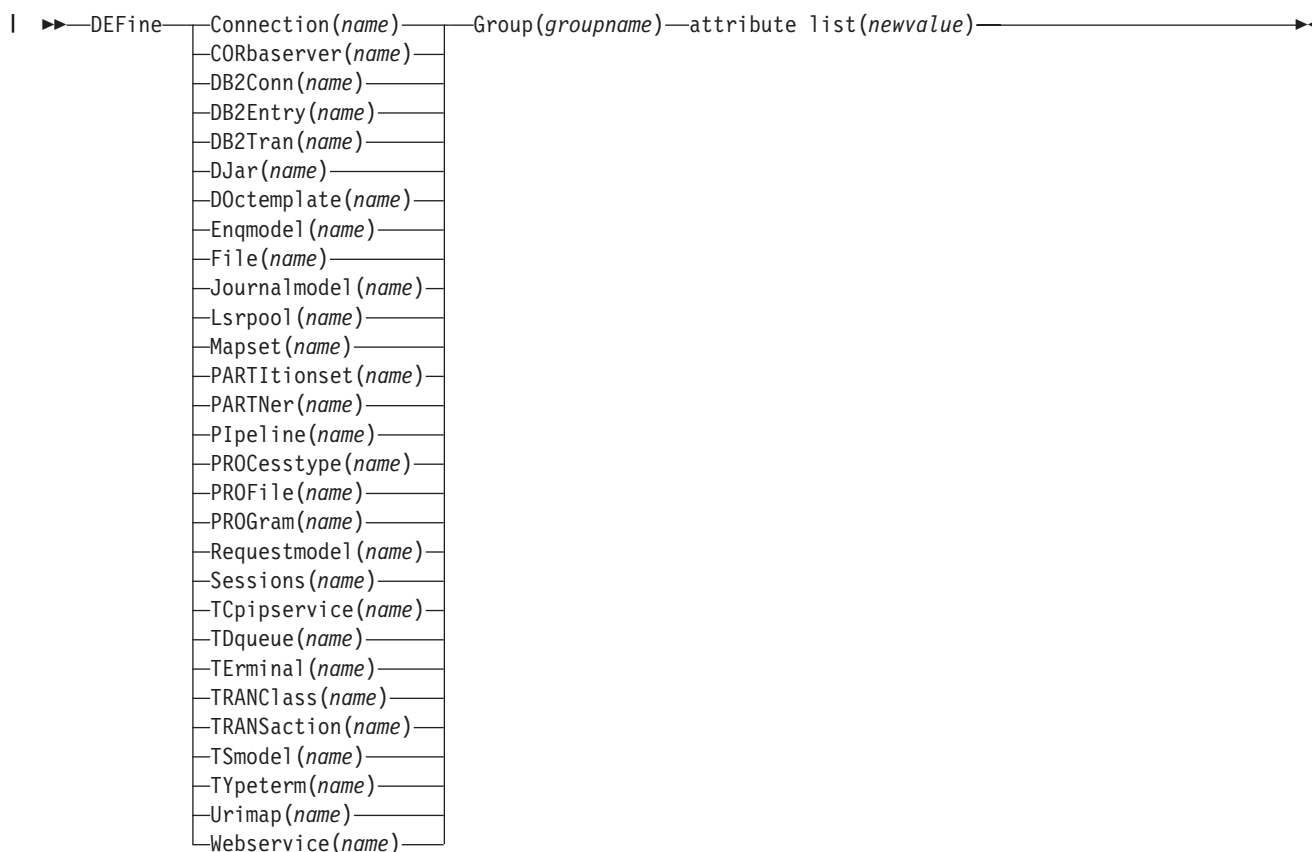 | DEFine Connection(name) Group(groupname) attribute list(newvalue)
CORbaserver(name)
DB2Conn(name)
DB2Entry(name)
DB2Tran(name)
DJar(name)
DOctemplate(name)
Enqmodel(name)
File(name)
Journalmodel(name)
Lsrpool(name)
Mapset(name)
PARTItionset(name)
PARTNer(name)
PIpeline(name)
PROCesstype(name)
PROFile(name)
PROGram(name)
Requestmodel(name)
Sessions(name)
TCpipservice(name)
TDqueue(name)
TErminal(name)
TRANClass(name)
TRANSaction(name)
TSmodel(name)
TYpeterm(name)
Urimap(name)
Webservice(name)